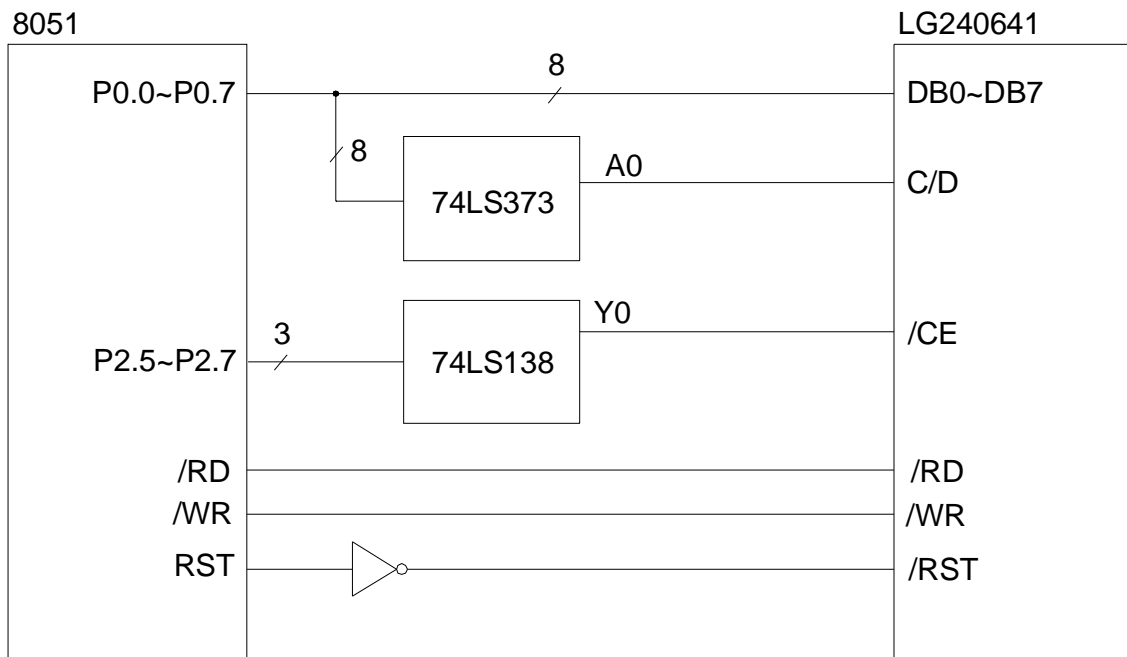 8051
LG240641
P0.0~P0.7
8
DB0~DB7
8
74LS373
A0
C/D
P2.5~P2.7
3
74LS138
Y0
/CE
/RD
/RD
/WR
/WR
RST
/RST